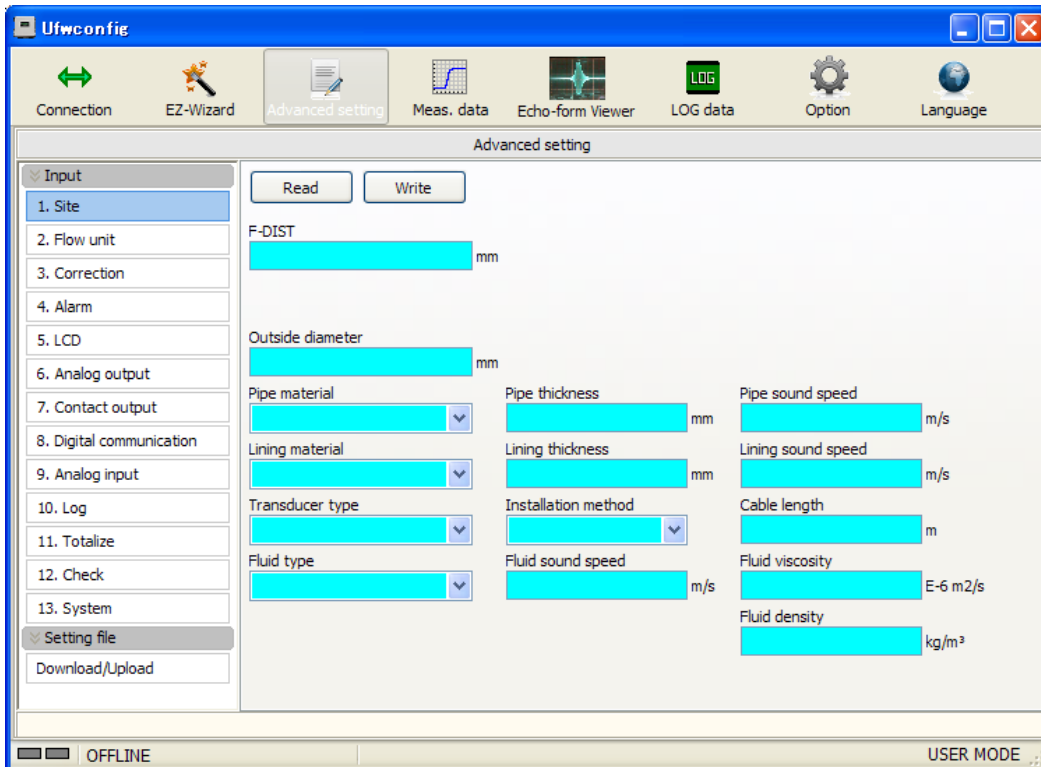 Ufwconfig
Connection EZ-Wizard Advanced setting Meas. data Echo-form Viewer LOG LOG data Option Language
Advanced setting
Input
1. Site
2. Flow unit
3. Correction
4. Alarm
5. LCD
6. Analog output
7. Contact output
8. Digital communication
9. Analog input
10. Log
11. Totalize
12. Check
13. System
Setting file
Download/Upload
Read Write
F-DIST
mm
Outside diameter
mm
Pipe material Pipe thickness Pipe sound speed
mm m/s
Lining material Lining thickness Lining sound speed
mm m/s
Transducer type Installation method Cable length
m
Fluid type Fluid sound speed Fluid viscosity
m/s E-6 m2/s
Fluid density
kg/m³
OFFLINE USER MODE